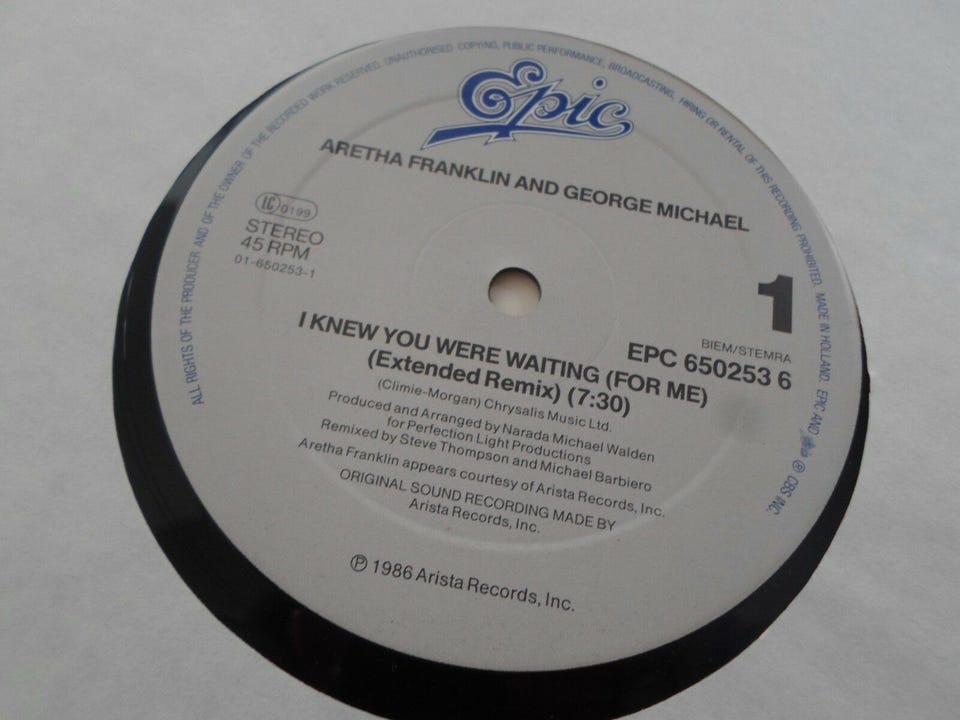 Epic
ARETHA FRANKLIN AND GEORGE MICHAEL
LC 0199
STEREO
45 RPM
01-650253-1
1
BIEM/STEMRA
EPC 650253 6
I KNEW YOU WERE WAITING (FOR ME)
(Extended Remix) (7:30)
(Climie-Morgan) Chrysalis Music Ltd.
Produced and Arranged by Narada Michael Walden
for Perfection Light Productions
Remixed by Steve Thompson and Michael Barbiero
Aretha Franklin appears courtesy of Arista Records, Inc.
ORIGINAL SOUND RECORDING MADE BY
Arista Records, Inc.
℗ 1986 Arista Records, Inc.
ALL RIGHTS OF THE PRODUCER AND OF THE OWNER OF THE RECORDED WORK RESERVED. UNAUTHORISED COPYING, PUBLIC PERFORMANCE, BROADCASTING, HIRING OR RENTAL OF THIS RECORDING PROHIBITED. MADE IN HOLLAND. EPIC AND ® CBS INC.